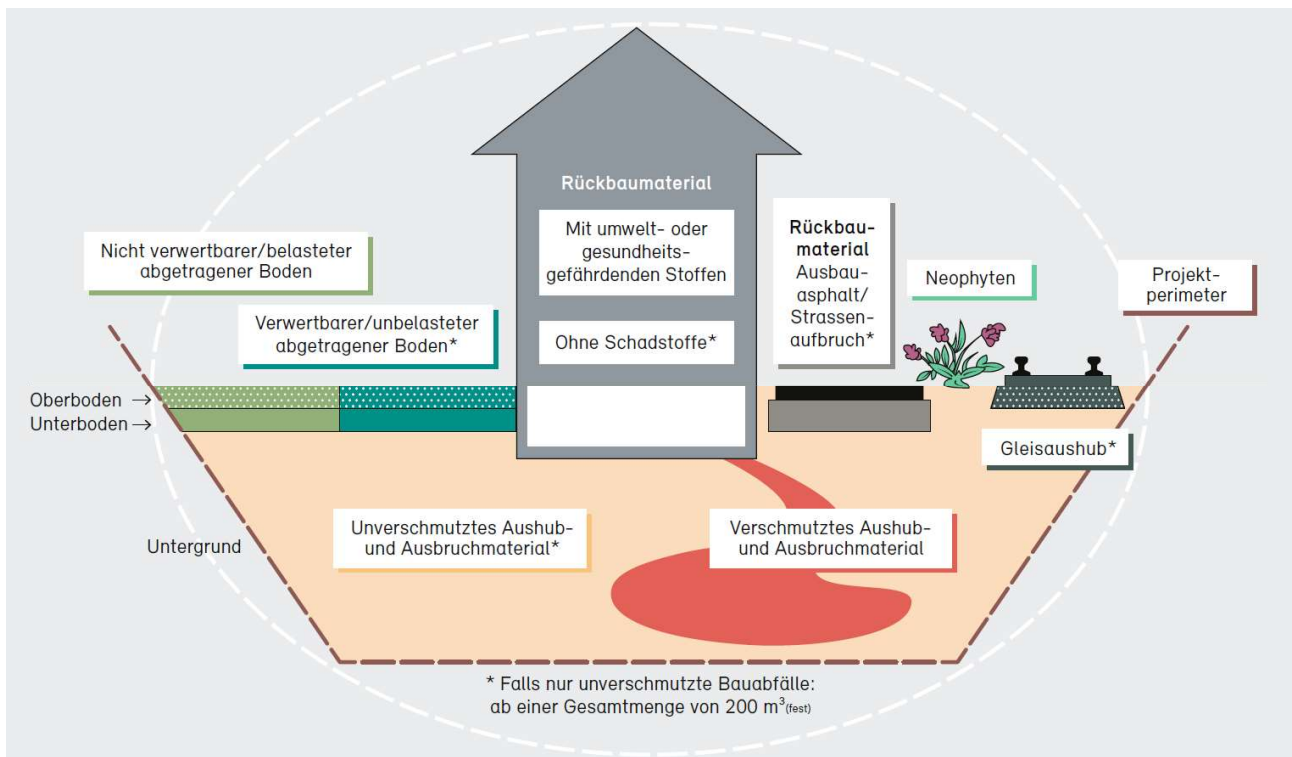 Rückbaumaterial
Mit umwelt- oder
gesundheits-
gefährdenden Stoffen
Ohne Schadstoffe*
Nicht verwertbarer/belasteter
abgetragener Boden
Verwertbarer/unbelasteter
abgetragener Boden*
Rückbau-
material
Ausbau-
asphalt/
Strassen-
aufbruch*
Neophyten
Projekt-
perimeter
Oberboden →
Unterboden →
Gleisaushub*
Untergrund
Unverschmutztes Aushub-
und Ausbruchmaterial*
Verschmutztes Aushub-
und Ausbruchmaterial
* Falls nur unverschmutzte Bauabfälle:
ab einer Gesamtmenge von 200 m³(fest)